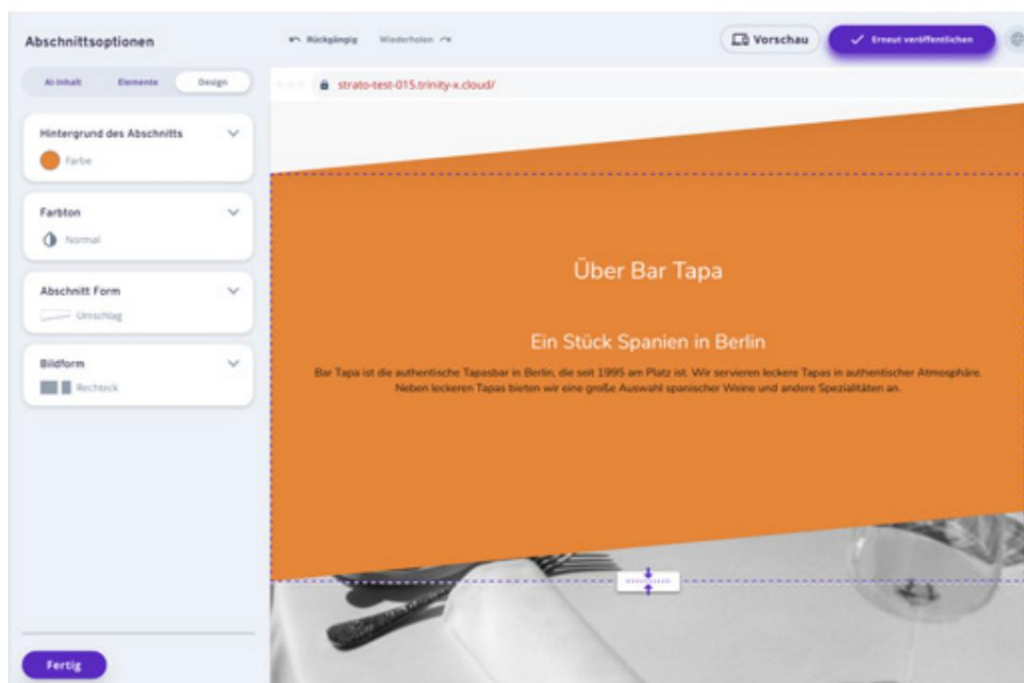 Abschnittsoptionen
Rückgängig
Wiederholen
Vorschau
Erneut veröffentlichen
AI-Inhalt
Elemente
Design
strato-test-015.trinity-x.cloud/
Hintergrund des Abschnitts
Farbe
Farbton
Normal
Abschnitt Form
Umschlag
Bildform
Rechteck
Über Bar Tapa
Ein Stück Spanien in Berlin
Bar Tapa ist die authentische Tapasbar in Berlin, die seit 1995 am Platz ist. Wir servieren leckere Tapas in authentischer Atmosphäre.
Neben leckeren Tapas bieten wir eine große Auswahl spanischer Weine und andere Spezialitäten an.
Fertig